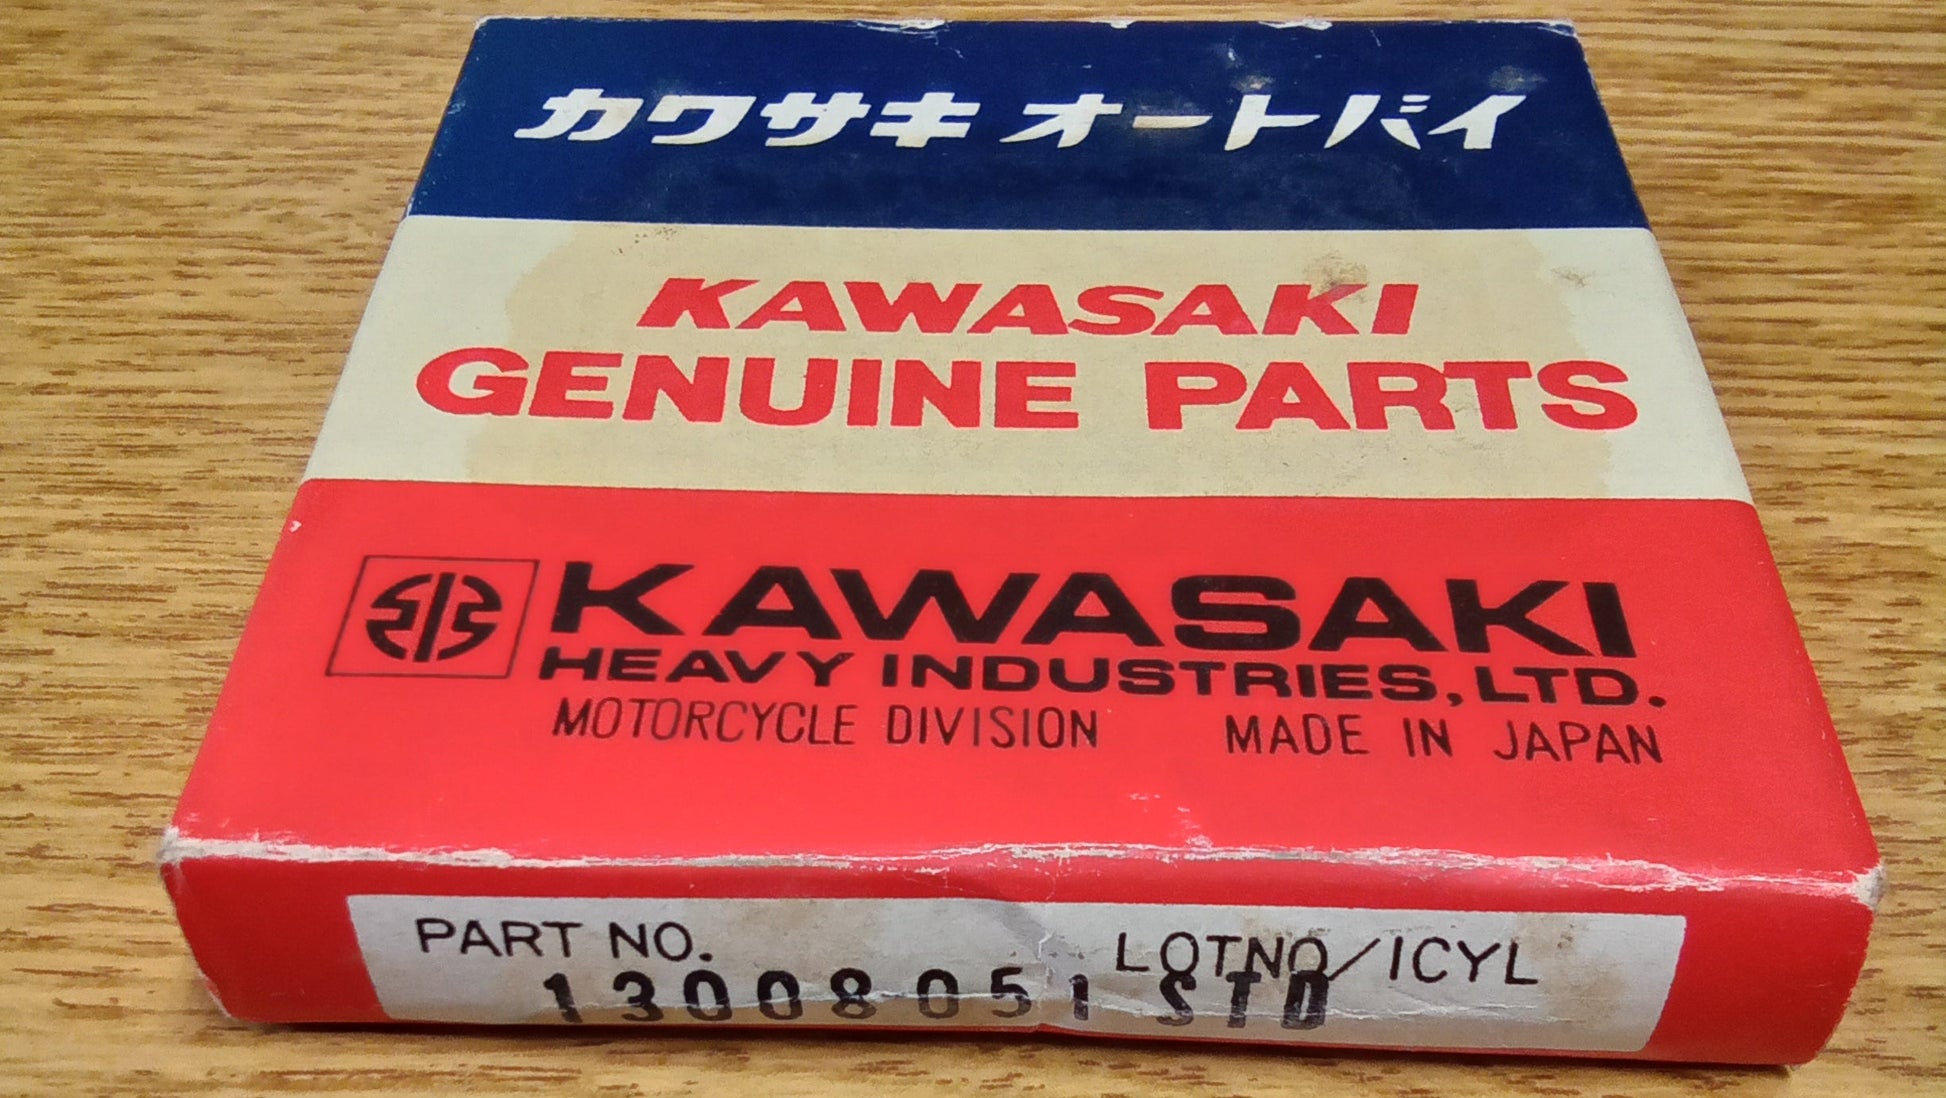 カワサキ オートバイ
KAWASAKI
GENUINE PARTS
KAWASAKI
HEAVY INDUSTRIES, LTD.
MOTORCYCLE DIVISION MADE IN JAPAN
PART NO. LOTNO/1CYL
13008-051 STD